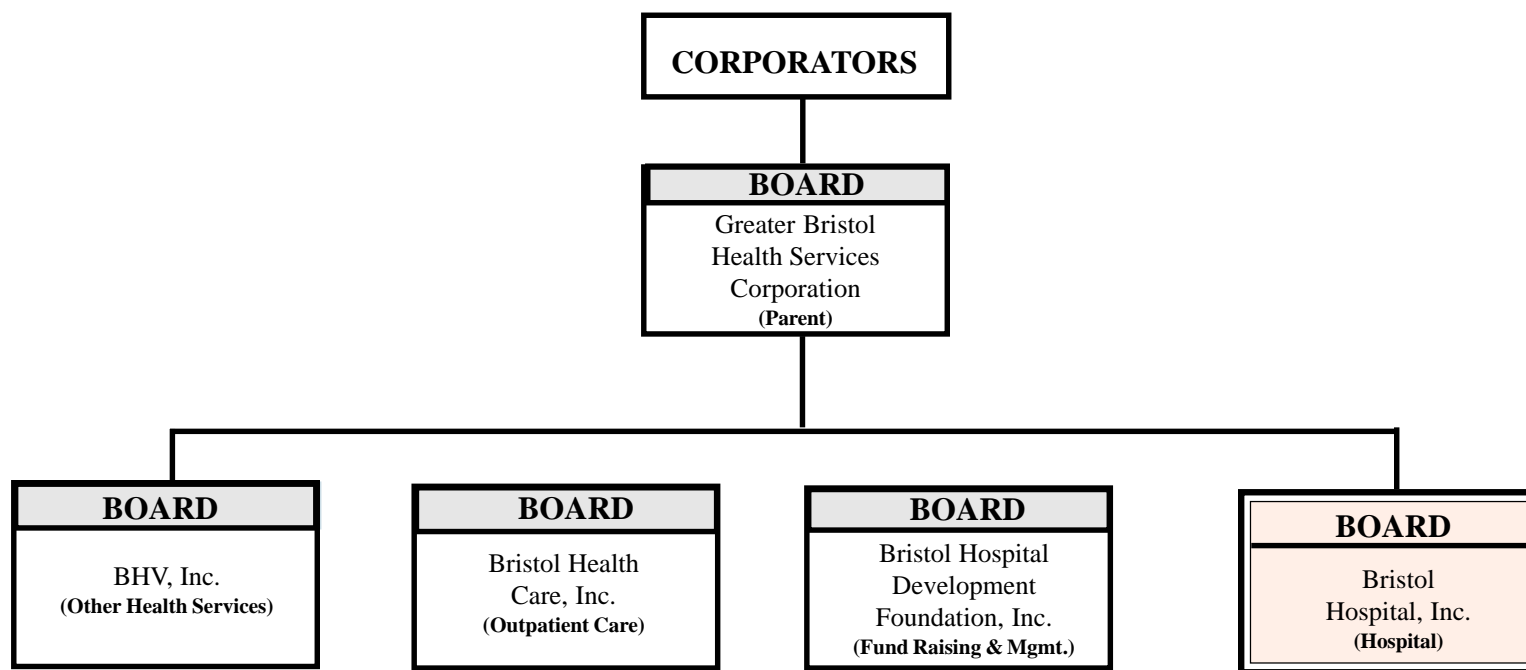 CORPORATORS
BOARD
Greater Bristol
Health Services
Corporation
(Parent)
BOARD
BHV, Inc.
(Other Health Services)
BOARD
Bristol Health
Care, Inc.
(Outpatient Care)
BOARD
Bristol Hospital
Development
Foundation, Inc.
(Fund Raising & Mgmt.)
BOARD
Bristol
Hospital, Inc.
(Hospital)